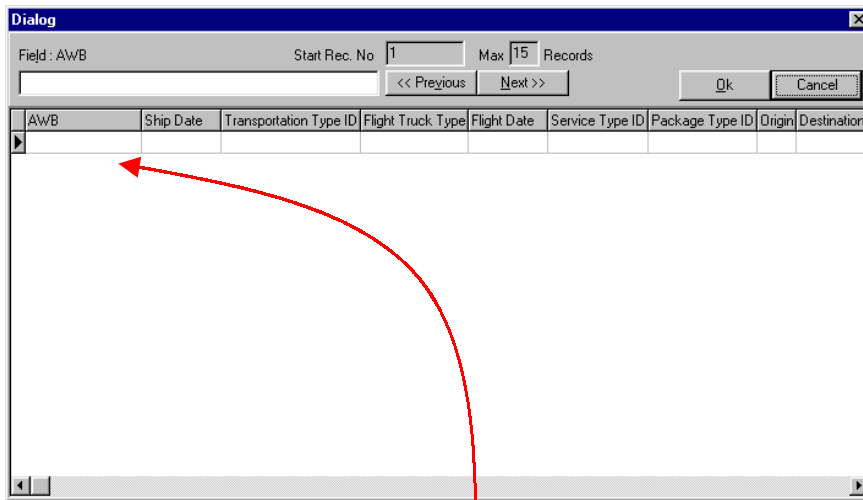 Dialog
Field : AWB Start Rec. No 1 Max 15 Records
<< Previous Next >> Ok Cancel
AWB Ship Date Transportation Type ID Flight Truck Type Flight Date Service Type ID Package Type ID Origin Destination